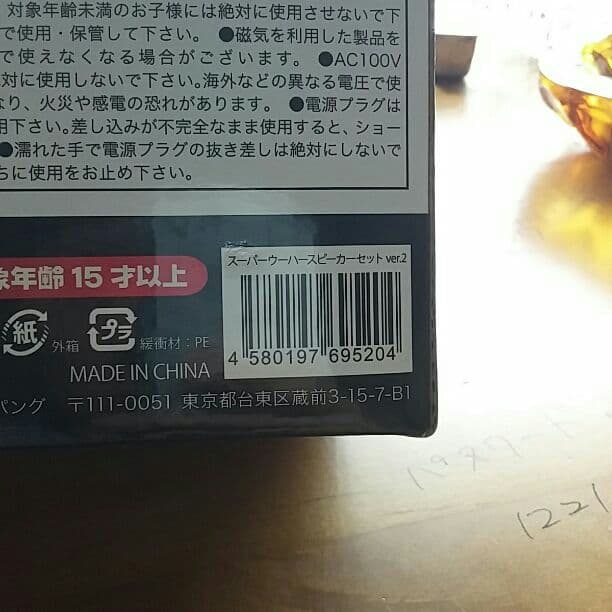 対象年齢未満のお子様には絶対に使用させないで下
で使用・保管して下さい。 ●磁気を利用した製品を
で使えなくなる場合がございます。 ●AC100V
対に使用しないで下さい。海外などの異なる電圧で使
なり、火災や感電の恐れがあります。 ●電源プラグは
用下さい。差し込みが不完全なまま使用すると、ショー
●濡れた手で電源プラグの抜き差しは絶対にしないで
ちに使用をお止め下さい。
象年齢 15 才以上
スーパーウーハースピーカーセット ver.2
4 580197 695204
紙 外箱 プラ 緩衝材:PE
MADE IN CHINA
パング 〒111-0051 東京都台東区蔵前3-15-7-B1
パスワード
1221